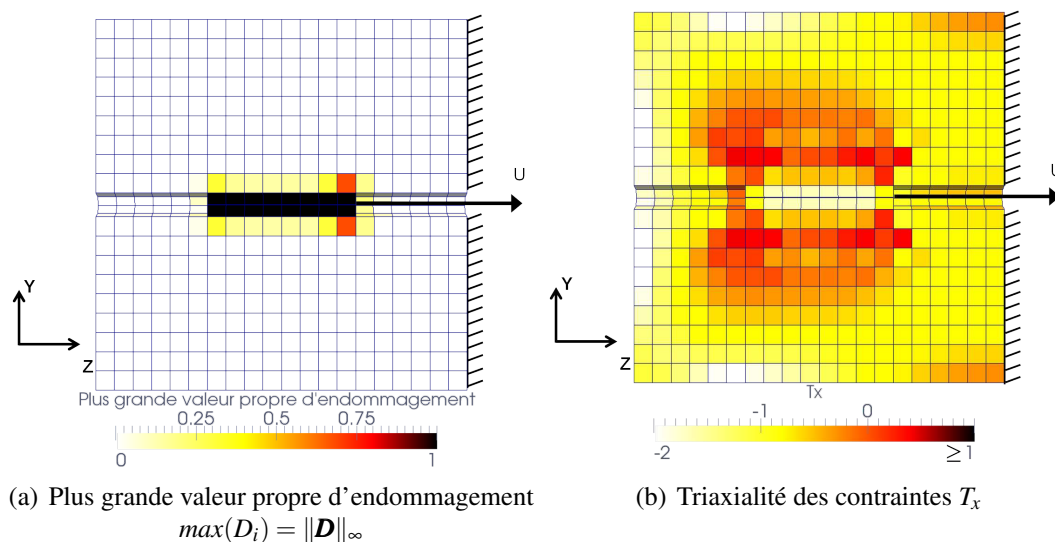 U
Y
Z
Plus grande valeur propre d'endommagement
0.25 0.5 0.75
0 1
(a) Plus grande valeur propre d'endommagement
max(D_i) = ‖D‖_∞
U
Y
Z
Tx
-1 0
-2 ≥1
(b) Triaxialité des contraintes T_x